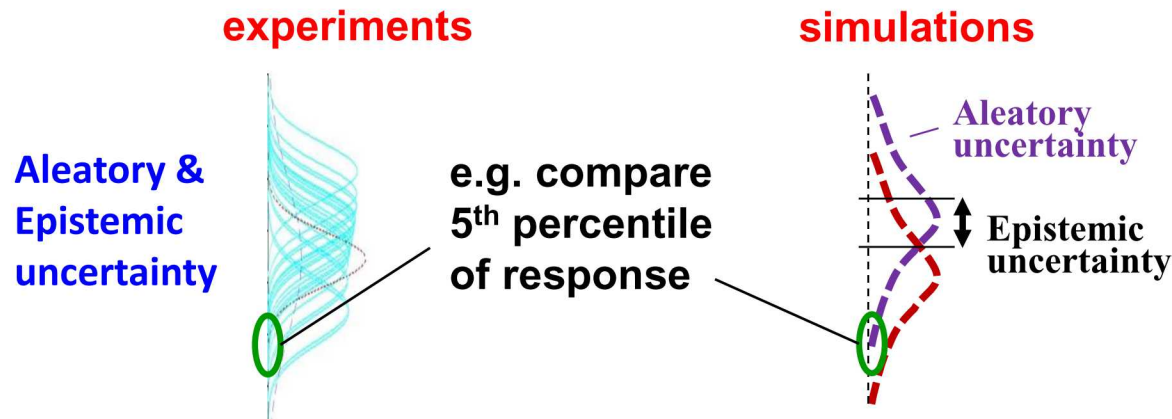 experiments
simulations
Aleatory &
Epistemic
uncertainty
e.g. compare
5th percentile
of response
Aleatory
uncertainty
Epistemic
uncertainty